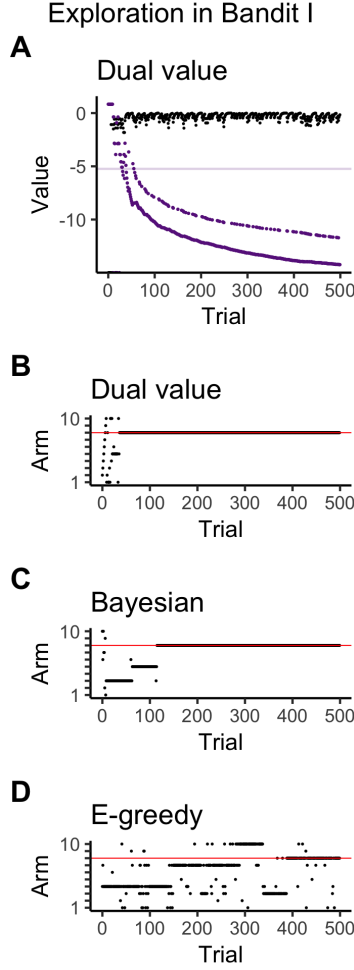 Exploration in Bandit I
A
Dual value
0
-5
-10
Value
0 100 200 300 400 500
Trial
B
Dual value
10
1
Arm
0 100 200 300 400 500
Trial
C
Bayesian
10
1
Arm
0 100 200 300 400 500
Trial
D
E-greedy
10
1
Arm
0 100 200 300 400 500
Trial